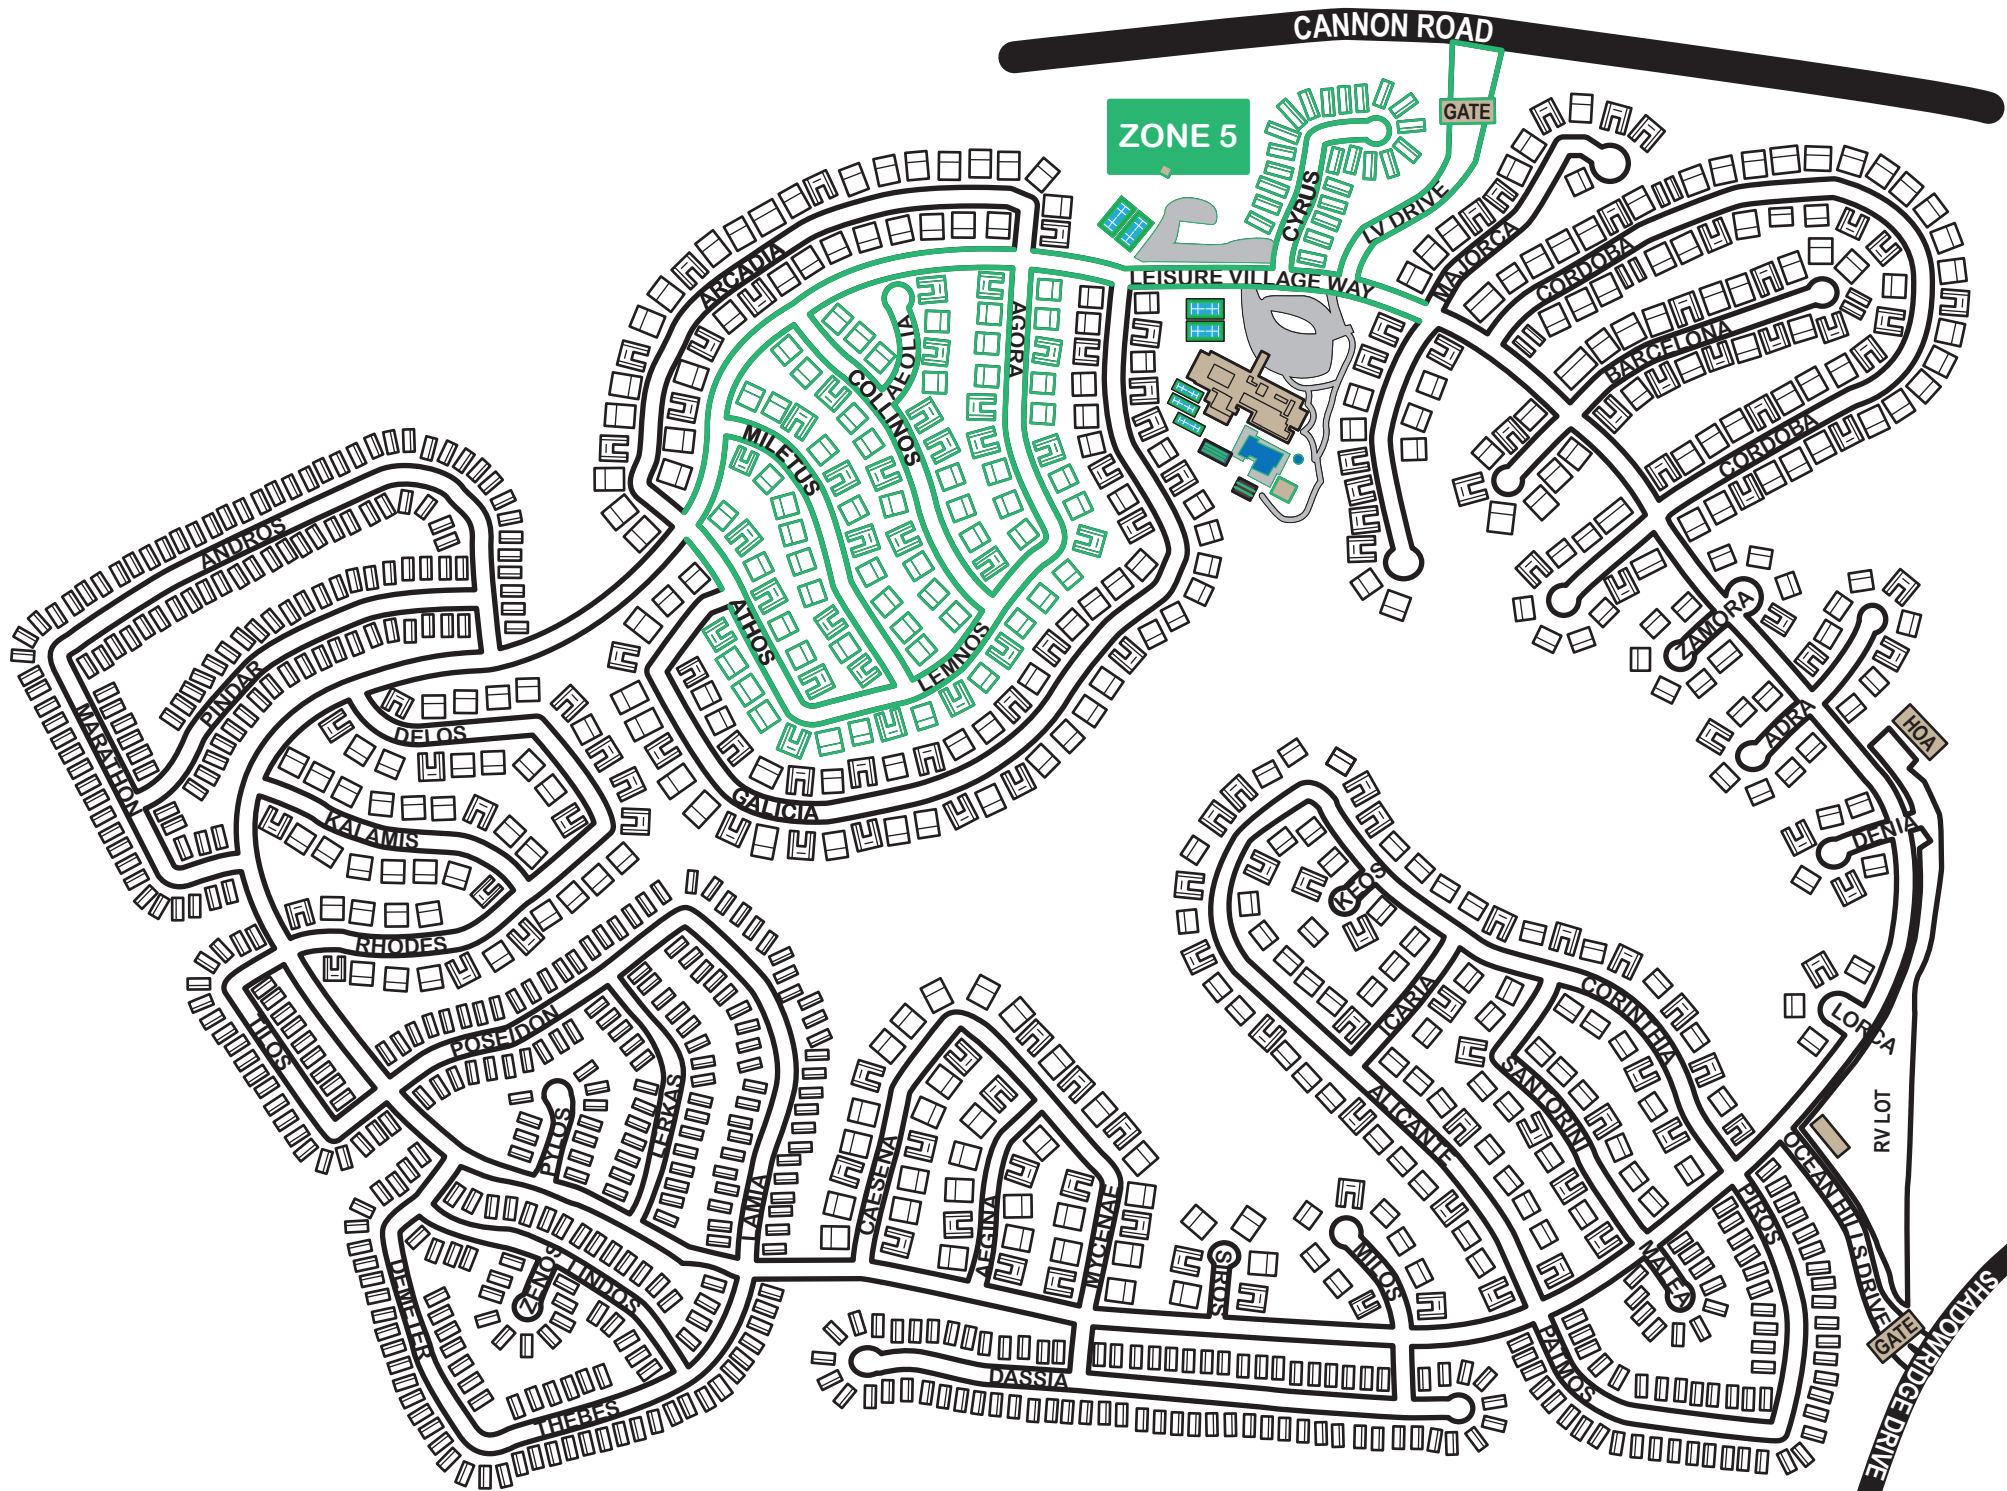 CANNON ROAD
GATE
ZONE 5
CYRUS
LV DRIVE
LEISURE VILLAGE WAY
MAJORCA
CORDOBA
ARCADIA
AGORA
AEOLIA
BARCELONA
COLLINOS
MILETUS
CORDOBA
ANDROS
ATHOS
ZAMORA
LEMNOS
PINDAR
MARATHON
DELOS
ADRA
HOA
GALICIA
KALAMIS
DENIA
KEOS
RHODES
ICARIA
CORINTHIA
LORCA
TILOS
POSEIDON
SANTORINI
ALICANTE
RV LOT
PYLOS
LERKAS
CAESENA
OCEAN HILLS DRIVE
LAMIA
AEGINA
MYCENAE
PIROS
ZENOS
LINDOS
DEMETER
SIROS
MILOS
MATEA
GATE
SHADOWRIDGE DRIVE
PATMOS
DASSIA
THEBES